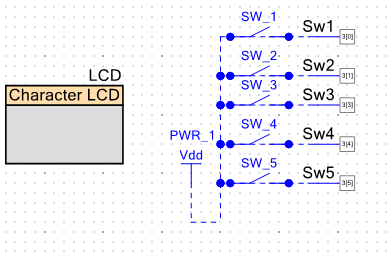 SW_1
Sw1
3[0]
SW_2
Sw2
3[1]
LCD
Character LCD
SW_3
Sw3
3[3]
PWR_1
Vdd
SW_4
Sw4
3[4]
SW_5
Sw5
3[5]